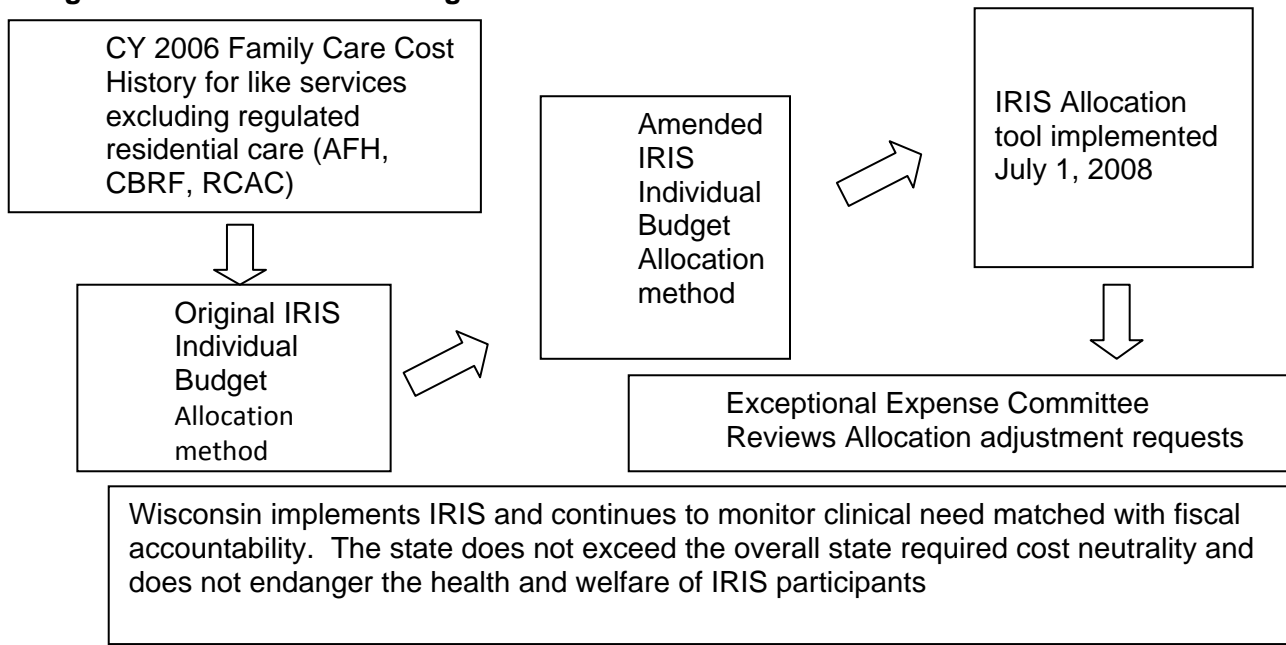 CY 2006 Family Care Cost
History for like services
excluding regulated
residential care (AFH,
CBRF, RCAC)
Original IRIS
Individual
Budget
Allocation
method
Amended
IRIS
Individual
Budget
Allocation
method
IRIS Allocation
tool implemented
July 1, 2008
Exceptional Expense Committee
Reviews Allocation adjustment requests
Wisconsin implements IRIS and continues to monitor clinical need matched with fiscal
accountability.  The state does not exceed the overall state required cost neutrality and
does not endanger the health and welfare of IRIS participants